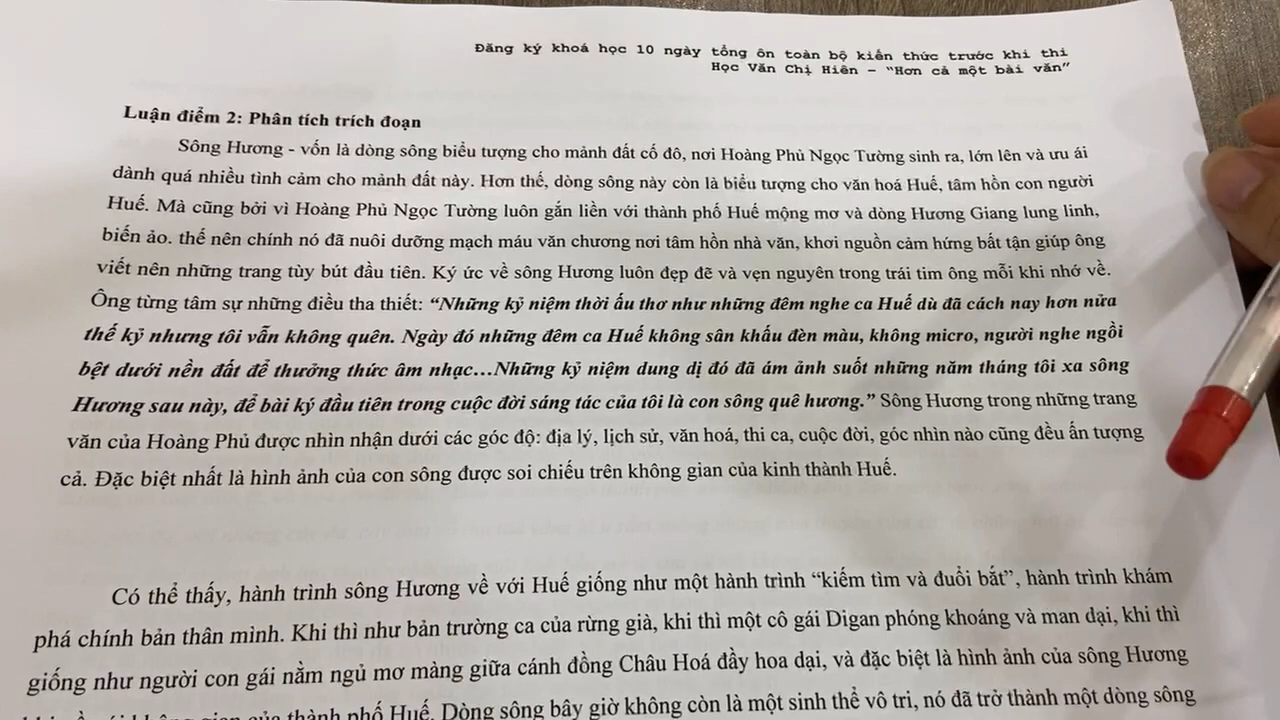 Đăng ký khoá học 10 ngày tổng ôn toàn bộ kiến thức trước khi thi
Học Văn Chị Hiên – “Hơn cả một bài văn”
Luận điểm 2: Phân tích trích đoạn
Sông Hương - vốn là dòng sông biểu tượng cho mảnh đất cố đô, nơi Hoàng Phủ Ngọc Tường sinh ra, lớn lên và ưu ái
dành quá nhiều tình cảm cho mảnh đất này. Hơn thế, dòng sông này còn là biểu tượng cho văn hoá Huế, tâm hồn con người
Huế. Mà cũng bởi vì Hoàng Phủ Ngọc Tường luôn gắn liền với thành phố Huế mộng mơ và dòng Hương Giang lung linh,
biến ảo. thế nên chính nó đã nuôi dưỡng mạch máu văn chương nơi tâm hồn nhà văn, khơi nguồn cảm hứng bất tận giúp ông
viết nên những trang tùy bút đầu tiên. Ký ức về sông Hương luôn đẹp đẽ và vẹn nguyên trong trái tim ông mỗi khi nhớ về.
Ông từng tâm sự những điều tha thiết: “Những kỷ niệm thời ấu thơ như những đêm nghe ca Huế dù đã cách nay hơn nửa
thế kỷ nhưng tôi vẫn không quên. Ngày đó những đêm ca Huế không sân khấu đèn màu, không micro, người nghe ngồi
bệt dưới nền đất để thưởng thức âm nhạc…Những kỷ niệm dung dị đó đã ám ảnh suốt những năm tháng tôi xa sông
Hương sau này, để bài ký đầu tiên trong cuộc đời sáng tác của tôi là con sông quê hương.” Sông Hương trong những trang
văn của Hoàng Phủ được nhìn nhận dưới các góc độ: địa lý, lịch sử, văn hoá, thi ca, cuộc đời, góc nhìn nào cũng đều ấn tượng
cả. Đặc biệt nhất là hình ảnh của con sông được soi chiếu trên không gian của kinh thành Huế.
Có thể thấy, hành trình sông Hương về với Huế giống như một hành trình “kiếm tìm và đuổi bắt”, hành trình khám
phá chính bản thân mình. Khi thì như bản trường ca của rừng già, khi thì một cô gái Digan phóng khoáng và man dại, khi thì
giống như người con gái nằm ngủ mơ màng giữa cánh đồng Châu Hoá đầy hoa dại, và đặc biệt là hình ảnh của sông Hương
của thành phố Huế. Dòng sông bây giờ không còn là một sinh thể vô tri, nó đã trở thành một dòng sông